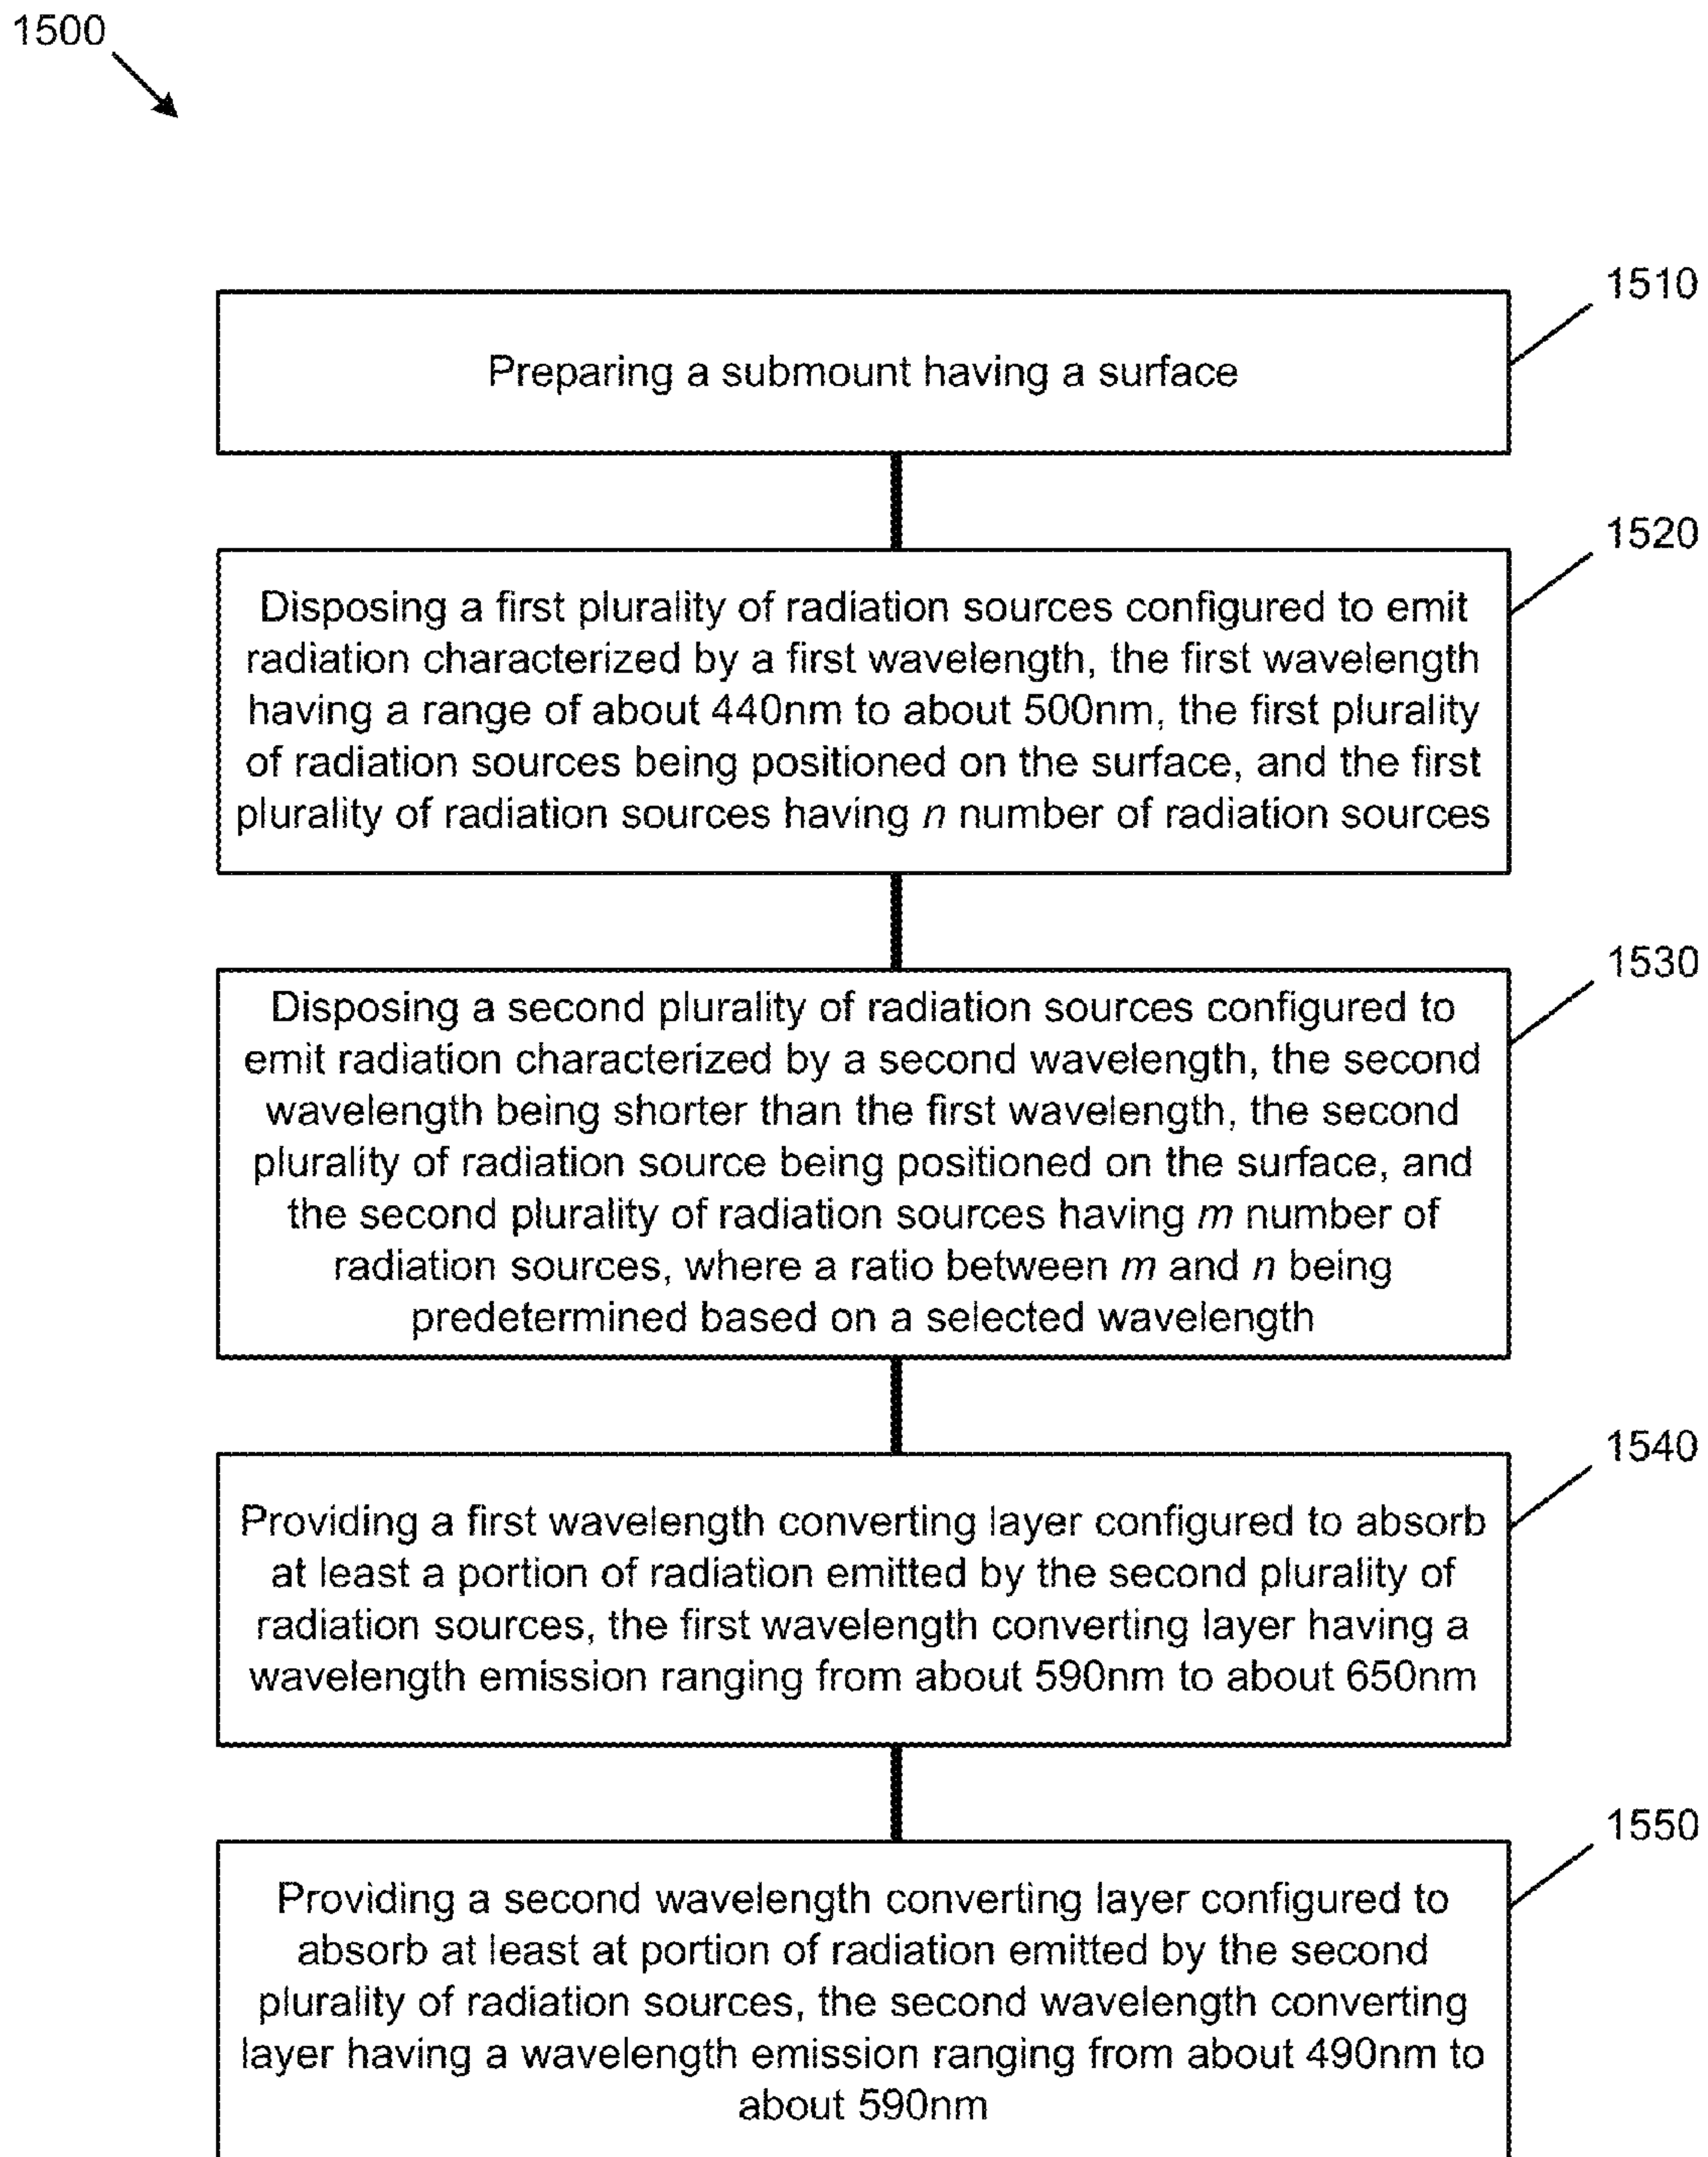 1500
1510
Preparing a submount having a surface
1520
Disposing a first plurality of radiation sources configured to emit
radiation characterized by a first wavelength, the first wavelength
having a range of about 440nm to about 500nm, the first plurality
of radiation sources being positioned on the surface, and the first
plurality of radiation sources having n number of radiation sources
1530
Disposing a second plurality of radiation sources configured to
emit radiation characterized by a second wavelength, the second
wavelength being shorter than the first wavelength, the second
plurality of radiation source being positioned on the surface, and
the second plurality of radiation sources having m number of
radiation sources, where a ratio between m and n being
predetermined based on a selected wavelength
1540
Providing a first wavelength converting layer configured to absorb
at least a portion of radiation emitted by the second plurality of
radiation sources, the first wavelength converting layer having a
wavelength emission ranging from about 590nm to about 650nm
1550
Providing a second wavelength converting layer configured to
absorb at least at portion of radiation emitted by the second
plurality of radiation sources, the second wavelength converting
layer having a wavelength emission ranging from about 490nm to
about 590nm